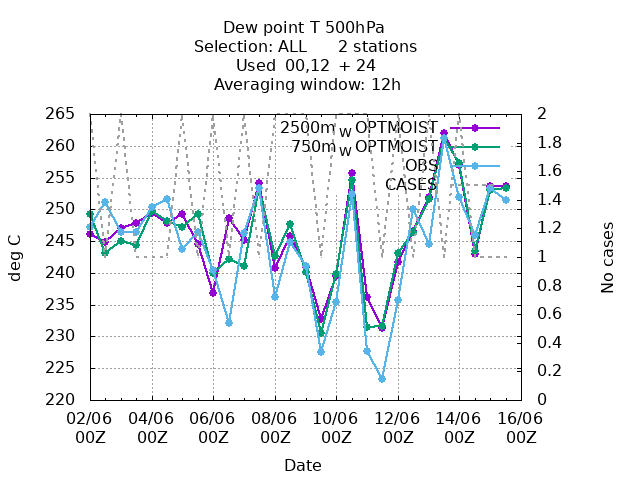 Dew point T 500hPa
Selection: ALL 2 stations
Used 00,12 + 24
Averaging window: 12h
2500m_W OPTMOIST
750m_W OPTMOIST
OBS
CASES
265
260
255
250
245
240
235
230
225
220
2
1.8
1.6
1.4
1.2
1
0.8
0.6
0.4
0.2
0
deg C
No cases
02/06 04/06 06/06 08/06 10/06 12/06 14/06 16/06
00Z 00Z 00Z 00Z 00Z 00Z 00Z 00Z
Date